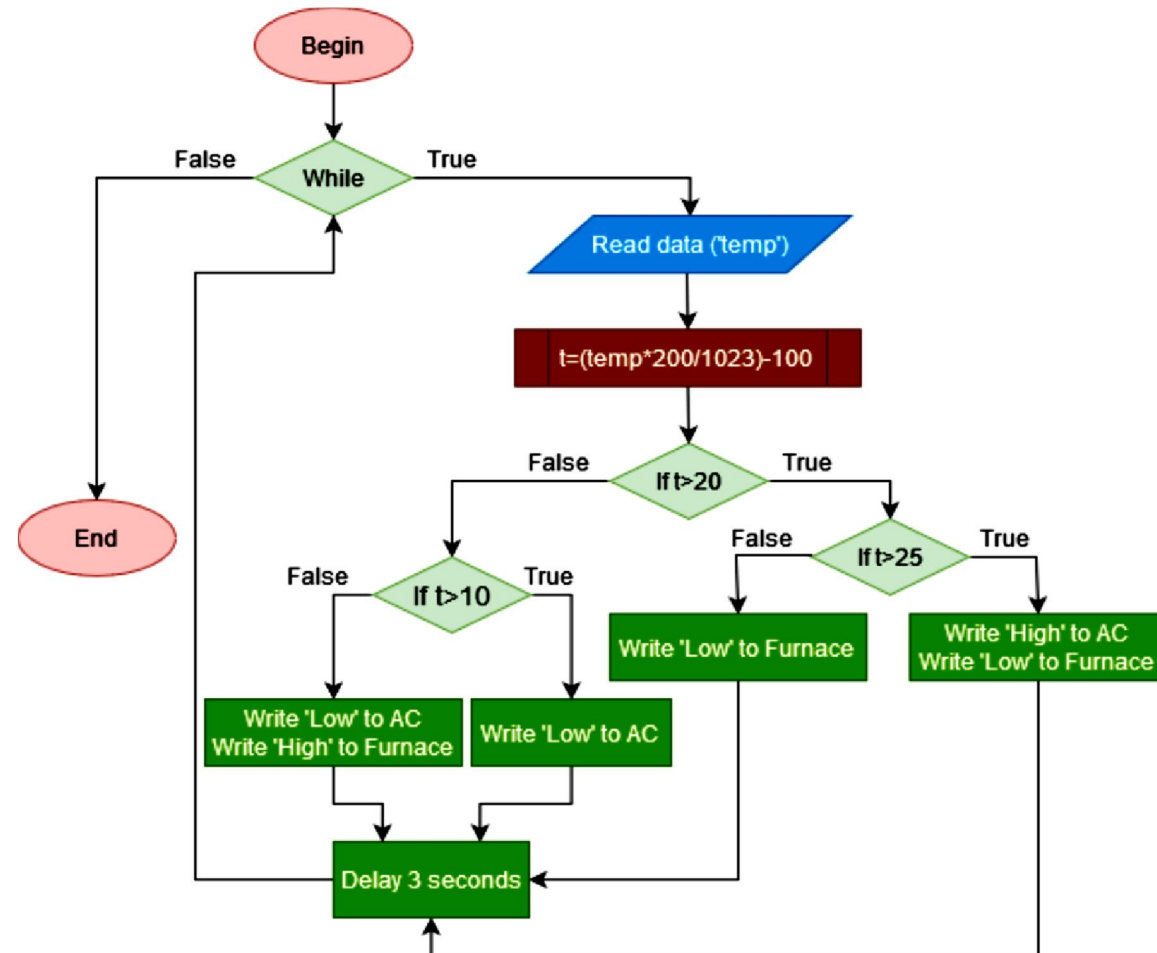 Begin
False
True
While
Read data ('temp')
t=(temp*200/1023)-100
False
True
If t>20
End
False
True
If t>25
False
True
If t>10
Write 'Low' to Furnace
Write 'High' to AC
Write 'Low' to Furnace
Write 'Low' to AC
Write 'High' to Furnace
Write 'Low' to AC
Delay 3 seconds